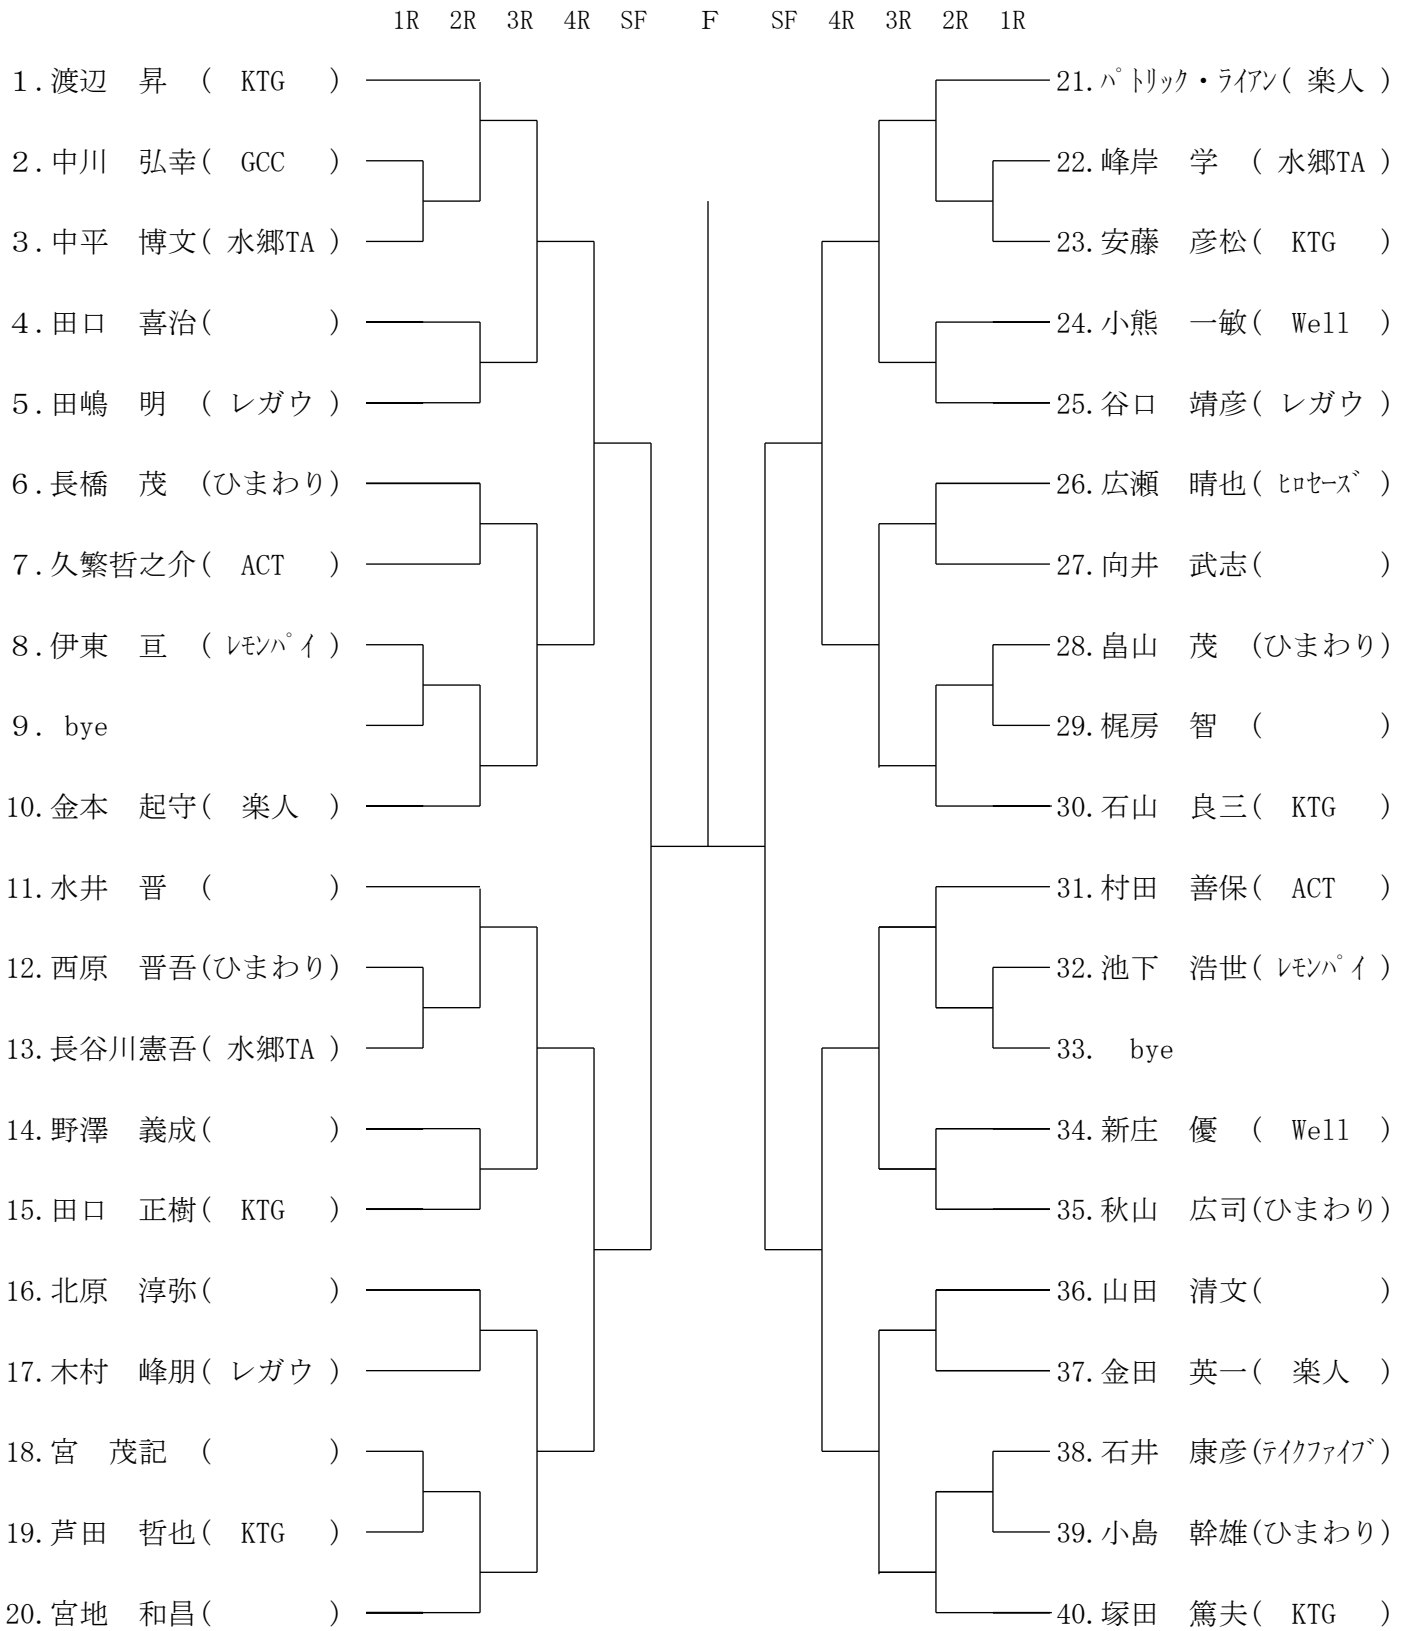 1R 2R 3R 4R SF F SF 4R 3R 2R 1R
1.渡辺 昇 ( KTG )
2.中川 弘幸( GCC )
3.中平 博文( 水郷TA )
4.田口 喜治( )
5.田嶋 明 ( レガウ )
6.長橋 茂 (ひまわり)
7.久繁哲之介( ACT )
8.伊東 亘 ( ﾚﾓﾝﾊﾟｲ )
9. bye
10.金本 起守( 楽人 )
11.水井 晋 ( )
12.西原 晋吾(ひまわり)
13.長谷川憲吾( 水郷TA )
14.野澤 義成( )
15.田口 正樹( KTG )
16.北原 淳弥( )
17.木村 峰朋( レガウ )
18.宮 茂記 ( )
19.芦田 哲也( KTG )
20.宮地 和昌( )
21.ﾊﾟﾄﾘｯｸ・ﾗｲｱﾝ( 楽人 )
22.峰岸 学 ( 水郷TA )
23.安藤 彦松( KTG )
24.小熊 一敏( Well )
25.谷口 靖彦( レガウ )
26.広瀬 晴也( ﾋﾛｾｰｽﾞ )
27.向井 武志( )
28.畠山 茂 (ひまわり)
29.梶房 智 ( )
30.石山 良三( KTG )
31.村田 善保( ACT )
32.池下 浩世( ﾚﾓﾝﾊﾟｲ )
33. bye
34.新庄 優 ( Well )
35.秋山 広司(ひまわり)
36.山田 清文( )
37.金田 英一( 楽人 )
38.石井 康彦(ﾃｲｸﾌｧｲﾌﾞ)
39.小島 幹雄(ひまわり)
40.塚田 篤夫( KTG )